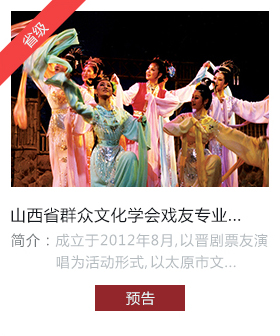 省级
山西省群众文化学会戏友专业...
简介：成立于2012年8月,以晋剧票友演
唱为活动形式,以太原市文...
预告